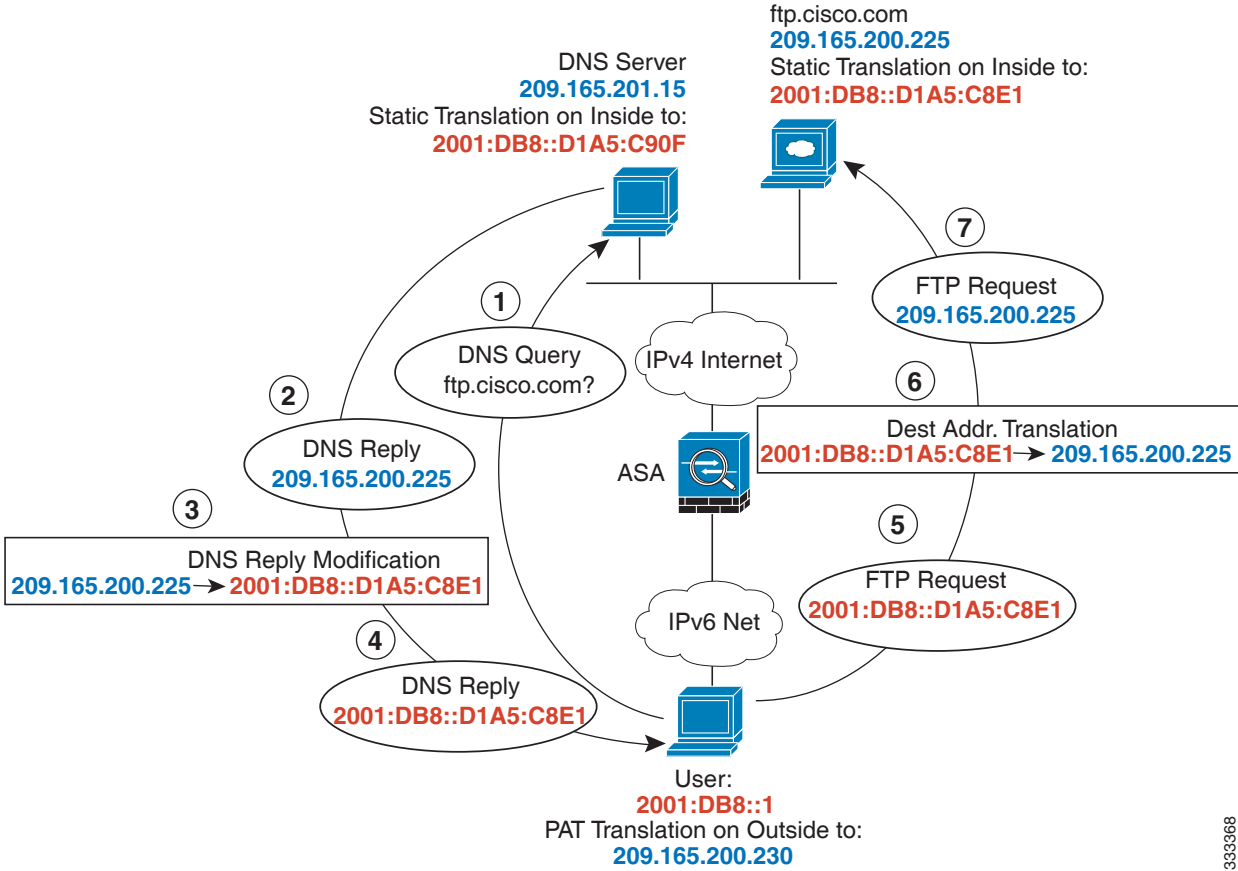 ftp.cisco.com
209.165.200.225
Static Translation on Inside to:
2001:DB8::D1A5:C8E1
DNS Server
209.165.201.15
Static Translation on Inside to:
2001:DB8::D1A5:C90F
7
FTP Request
209.165.200.225
1
DNS Query
ftp.cisco.com?
IPv4 Internet
2
DNS Reply
209.165.200.225
6
Dest Addr. Translation
2001:DB8::D1A5:C8E1 209.165.200.225
ASA
3
DNS Reply Modification
209.165.200.225 2001:DB8::D1A5:C8E1
5
FTP Request
2001:DB8::D1A5:C8E1
IPv6 Net
4
DNS Reply
2001:DB8::D1A5:C8E1
User:
2001:DB8::1
PAT Translation on Outside to:
209.165.200.230
333368